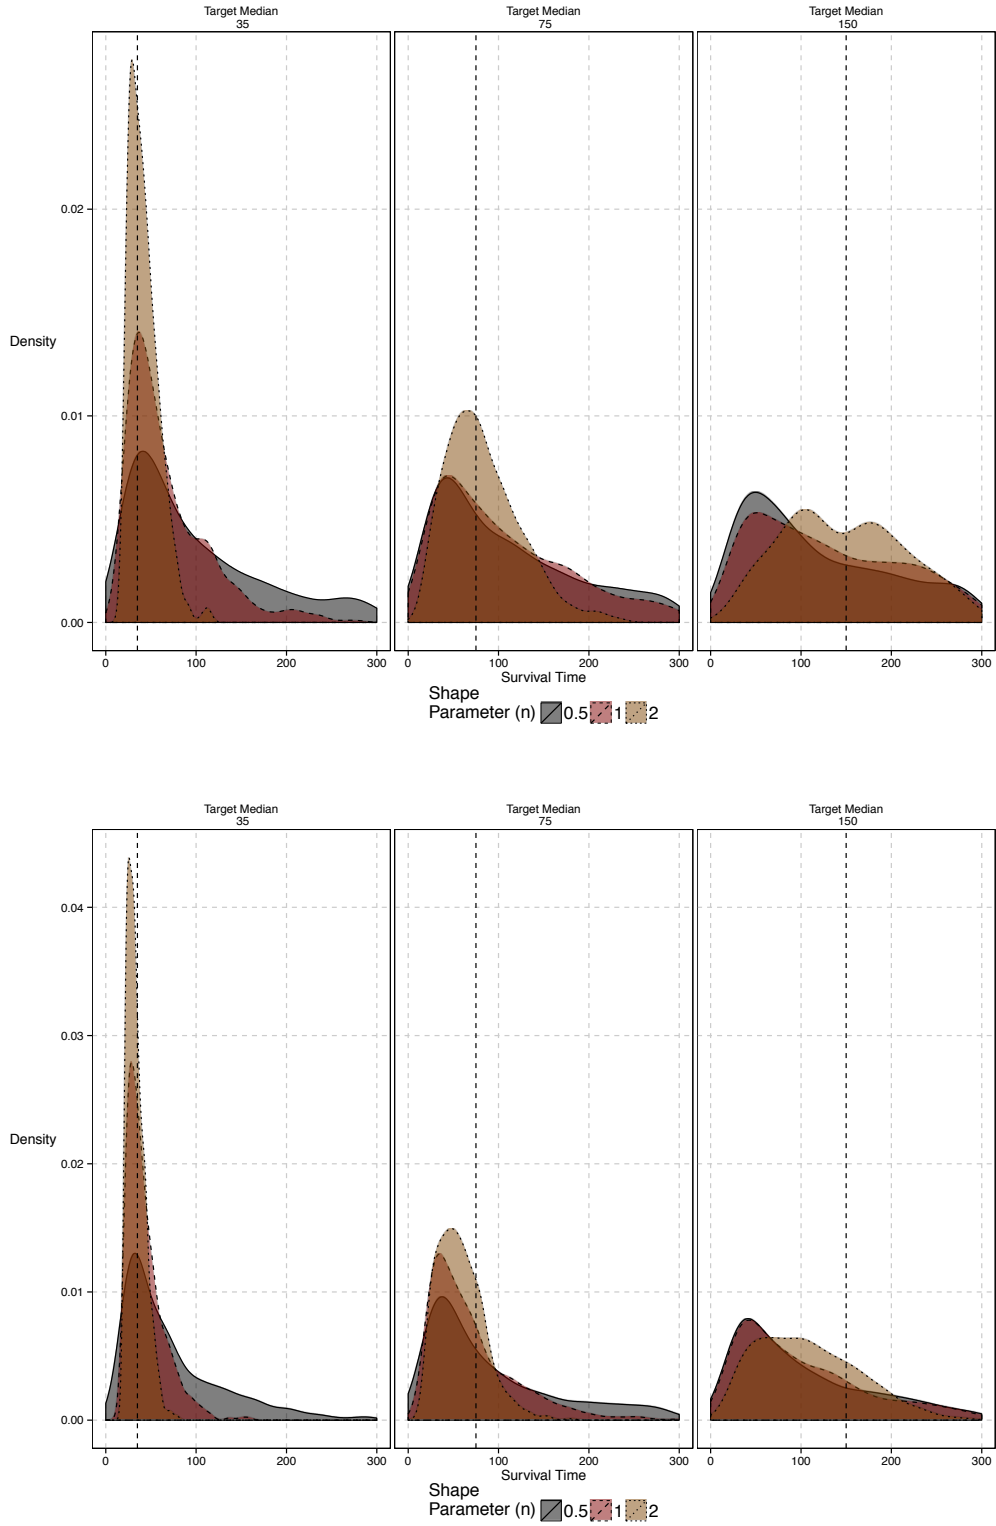 Target Median Target Median Target Median
35 75 150
0.02
Density
0.01
0.00
0 100 200 300 0 100 200 300 0 100 200 300
Survival Time
Shape
Parameter (n) 0.5 1 2
Target Median Target Median Target Median
35 75 150
0.04
0.03
Density
0.02
0.01
0.00
0 100 200 300 0 100 200 300 0 100 200 300
Survival Time
Shape
Parameter (n) 0.5 1 2